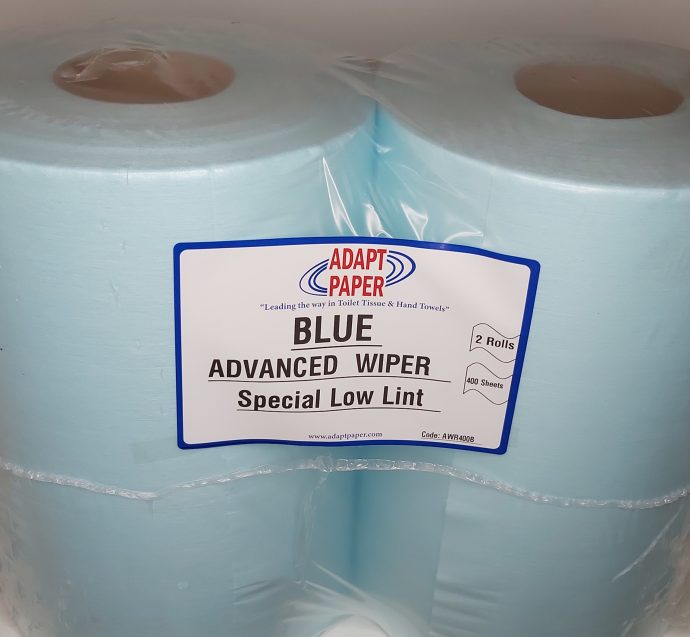 ADAPT
PAPER
"Leading the way in Toilet Tissue & Hand Towels"
BLUE
2 Rolls
ADVANCED WIPER
400 Sheets
Special Low Lint
www.adaptpaper.com
Code: AWR400B